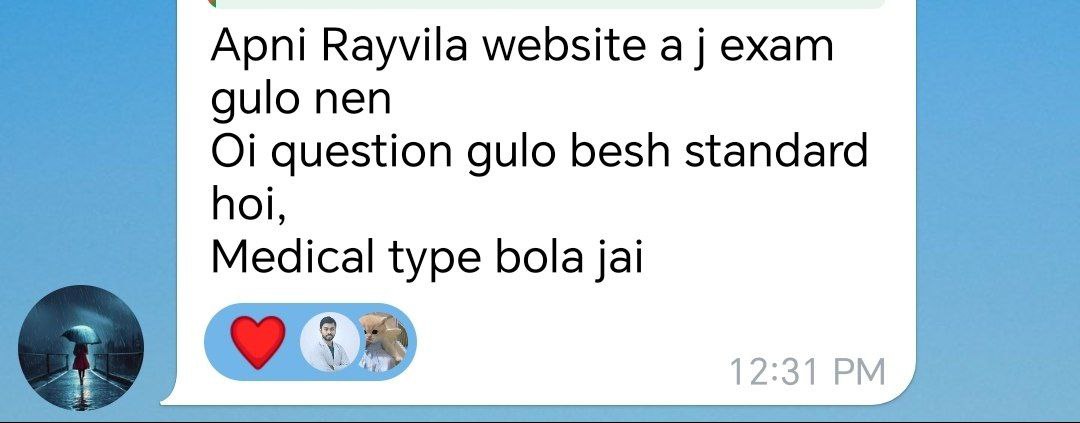 Apni Rayvila website a j exam
gulo nen
Oi question gulo besh standard
hoi,
Medical type bola jai
12:31 PM